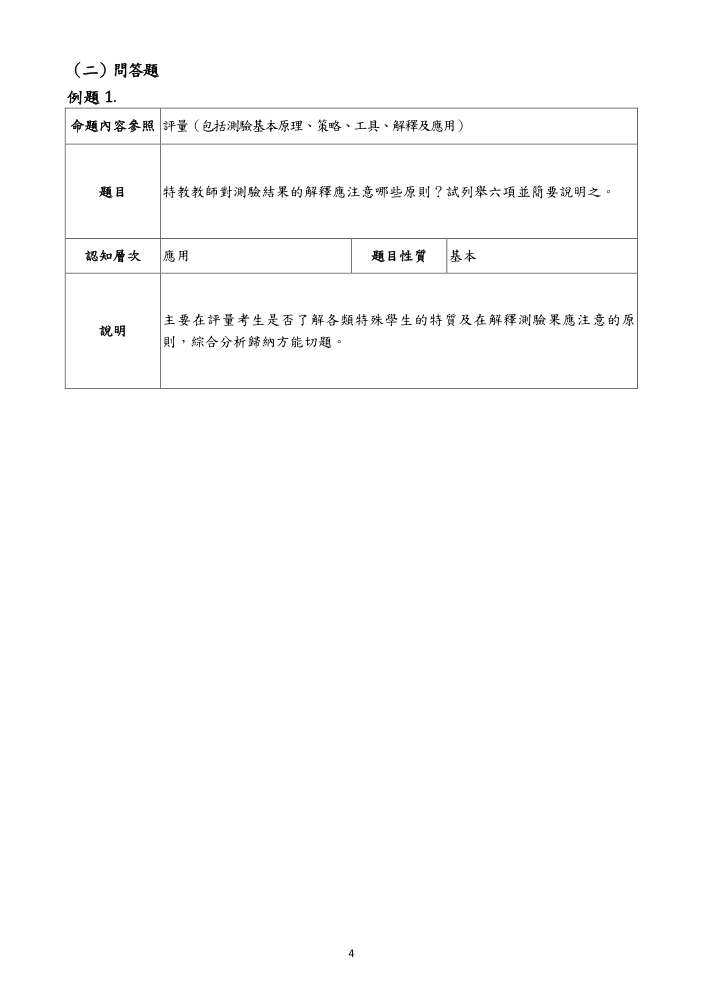 （二）問答題
例題 1.
命題內容參照 評量（包括測驗基本原理、策略、工具、解釋及應用）
題目 特教教師對測驗結果的解釋應注意哪些原則？試列舉六項並簡要說明之。
認知層次 應用 題目性質 基本
說明 主要在評量考生是否了解各類特殊學生的特質及在解釋測驗果應注意的原
則，綜合分析歸納方能切題。
4